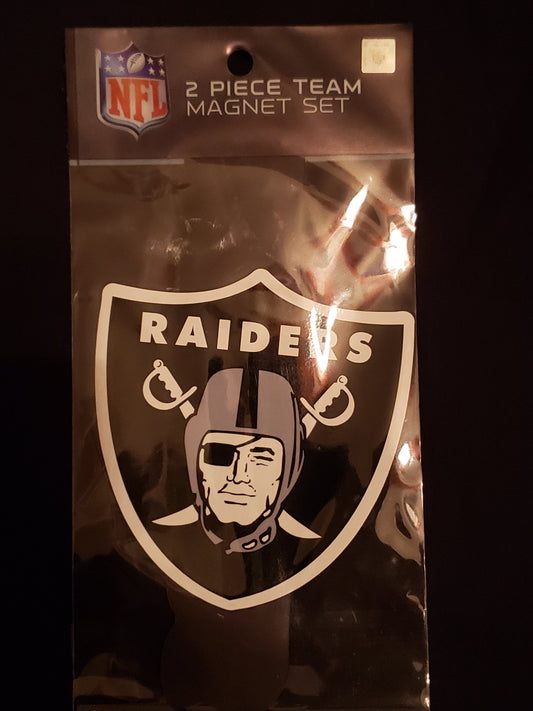 NFL
2 PIECE TEAM
MAGNET SET
RAIDERS